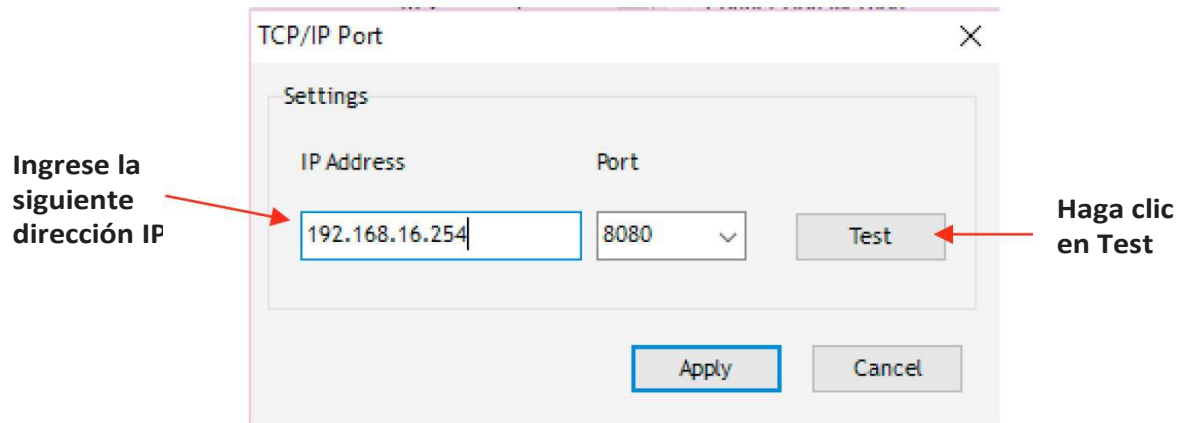 TCP/IP Port
Settings
IP Address
Port
Ingrese la
siguiente
dirección IP
192.168.16.254
8080
Test
Haga clic
en Test
Apply
Cancel